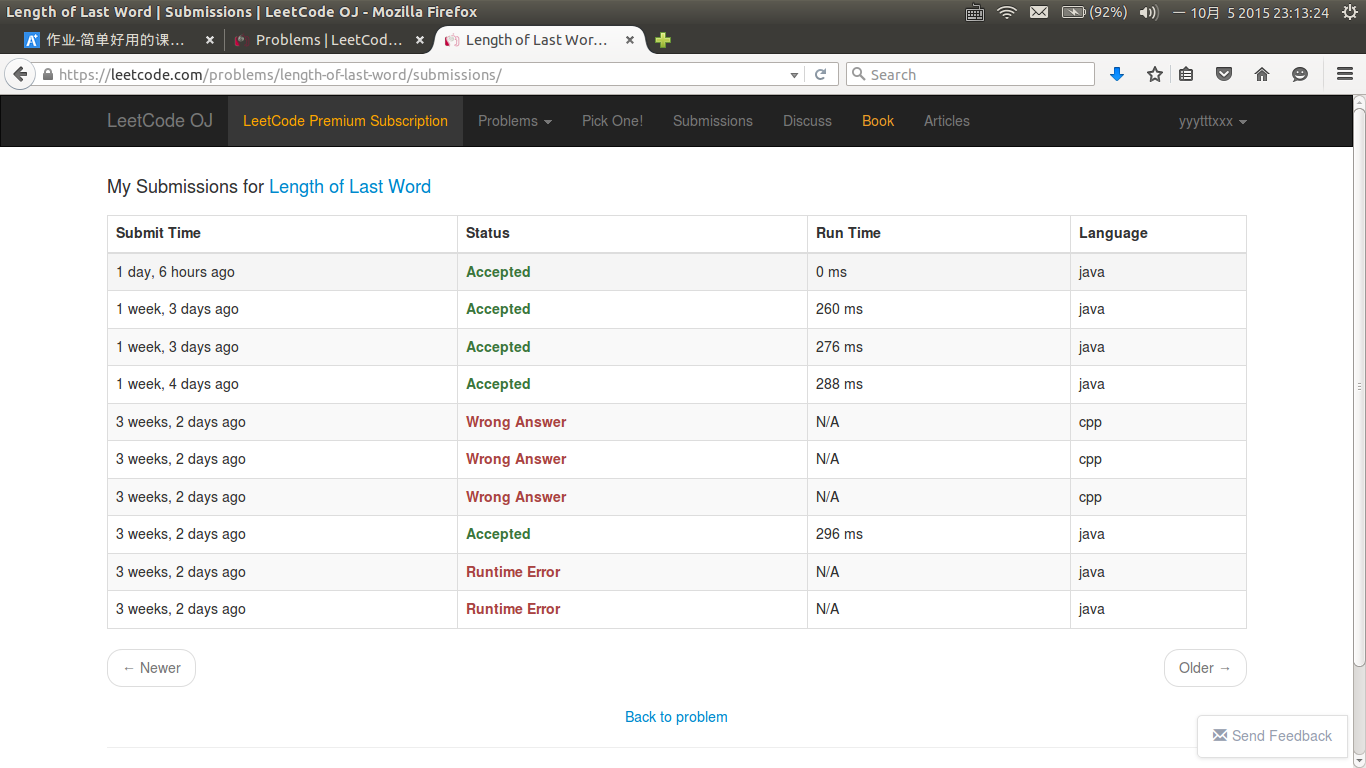 Length of Last Word | Submissions | LeetCode OJ - Mozilla Firefox (92%) 一 10月 5 2015 23:13:24
作业-简单好用的课... × Problems | LeetCod... × Length of Last Wor... ×
https://leetcode.com/problems/length-of-last-word/submissions/ Search
LeetCode OJ LeetCode Premium Subscription Problems Pick One! Submissions Discuss Book Articles yyytttxxx
My Submissions for Length of Last Word
Submit Time Status Run Time Language
1 day, 6 hours ago Accepted 0 ms java
1 week, 3 days ago Accepted 260 ms java
1 week, 3 days ago Accepted 276 ms java
1 week, 4 days ago Accepted 288 ms java
3 weeks, 2 days ago Wrong Answer N/A cpp
3 weeks, 2 days ago Wrong Answer N/A cpp
3 weeks, 2 days ago Wrong Answer N/A cpp
3 weeks, 2 days ago Accepted 296 ms java
3 weeks, 2 days ago Runtime Error N/A java
3 weeks, 2 days ago Runtime Error N/A java
← Newer Older →
Back to problem
Send Feedback